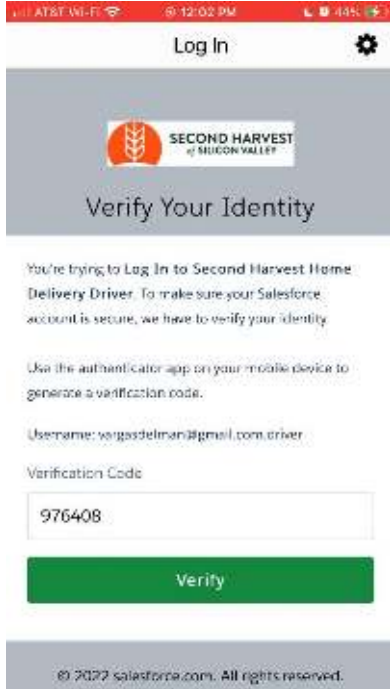 AT&T Wi-Fi 12:02 PM 44%
Log In
SECOND HARVEST
of SILICON VALLEY
Verify Your Identity
You're trying to Log In to Second Harvest Home
Delivery Driver. To make sure your Salesforce
account is secure, we have to verify your identity.
Use the authenticator app on your mobile device to
generate a verification code.
Username: vargasdelman@gmail.com.driver
Verification Code
976408
Verify
© 2022 salesforce.com. All rights reserved.